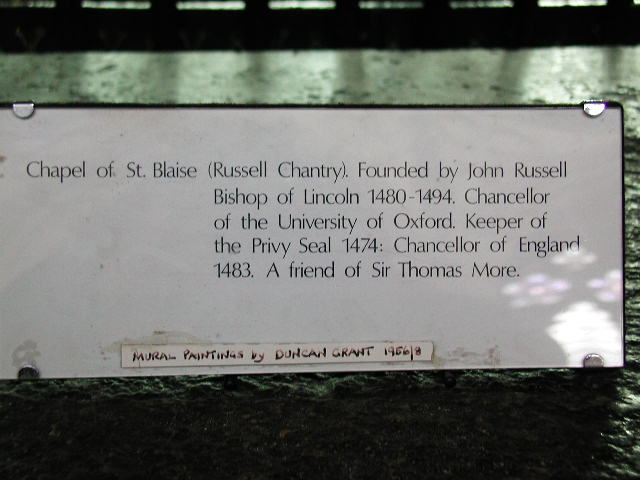 Chapel of St. Blaise (Russell Chantry). Founded by John Russell
Bishop of Lincoln 1480-1494. Chancellor
of the University of Oxford. Keeper of
the Privy Seal 1474: Chancellor of England
1483. A friend of Sir Thomas More.
MURAL PAINTINGS by DUNCAN GRANT 1956/8